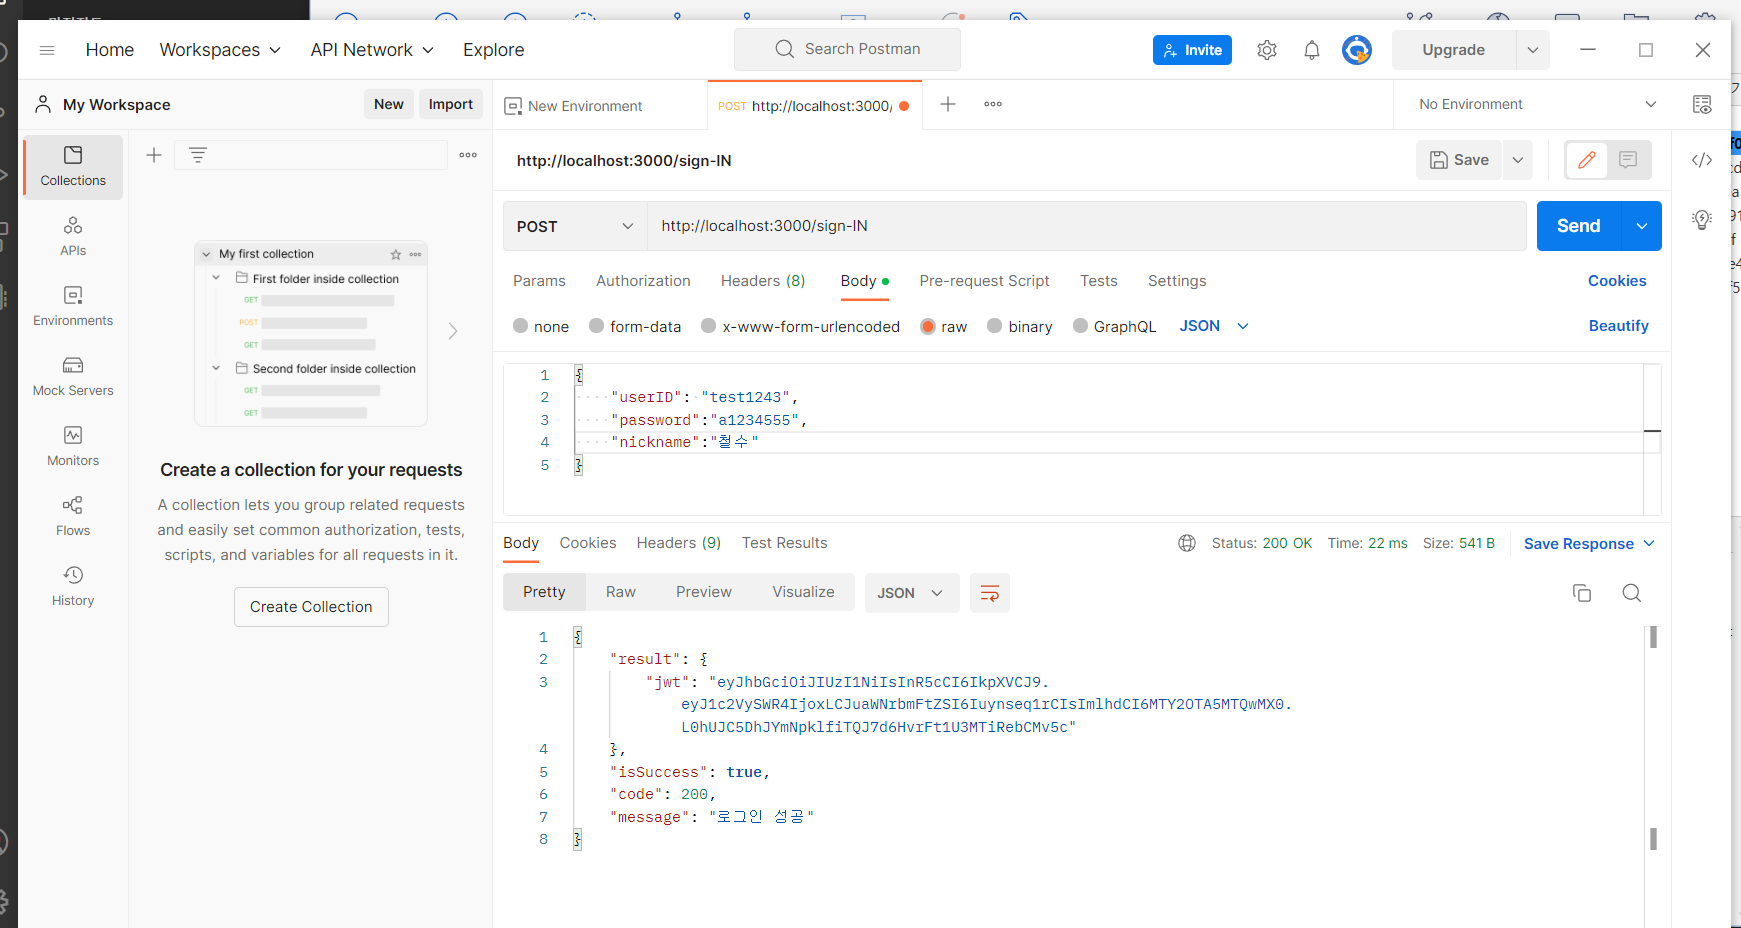 Home Workspaces API Network Explore Search Postman Invite Upgrade
My Workspace New Import New Environment POST http://localhost:3000/ No Environment
Collections
APIs
Environments
Mock Servers
Monitors
Flows
History
My first collection
First folder inside collection
GET
POST
GET
Second folder inside collection
GET
GET
Create a collection for your requests
A collection lets you group related requests
and easily set common authorization, tests,
scripts, and variables for all requests in it.
Create Collection
http://localhost:3000/sign-IN Save
POST http://localhost:3000/sign-IN Send
Params Authorization Headers (8) Body Pre-request Script Tests Settings Cookies
none form-data x-www-form-urlencoded raw binary GraphQL JSON Beautify
1 {
2 "userID": "test1243",
3 "password":"a1234555",
4 "nickname":"철수"
5 }
Body Cookies Headers (9) Test Results Status: 200 OK Time: 22 ms Size: 541 B Save Response
Pretty Raw Preview Visualize JSON
1 {
2 "result": {
3 "jwt": "eyJhbGciOiJIUzI1NiIsInR5cCI6IkpXVCJ9.
eyJ1c2VySWR4IjoxLCJuaWNrbmFtZSI6Iuynseq1rCIsImlhdCI6MTY2OTA5MTQwMX0.
L0hUJC5DhJYmNpklfiTQJ7d6HvrFt1U3MTiRebCMv5c"
4 },
5 "isSuccess": true,
6 "code": 200,
7 "message": "로그인 성공"
8 }